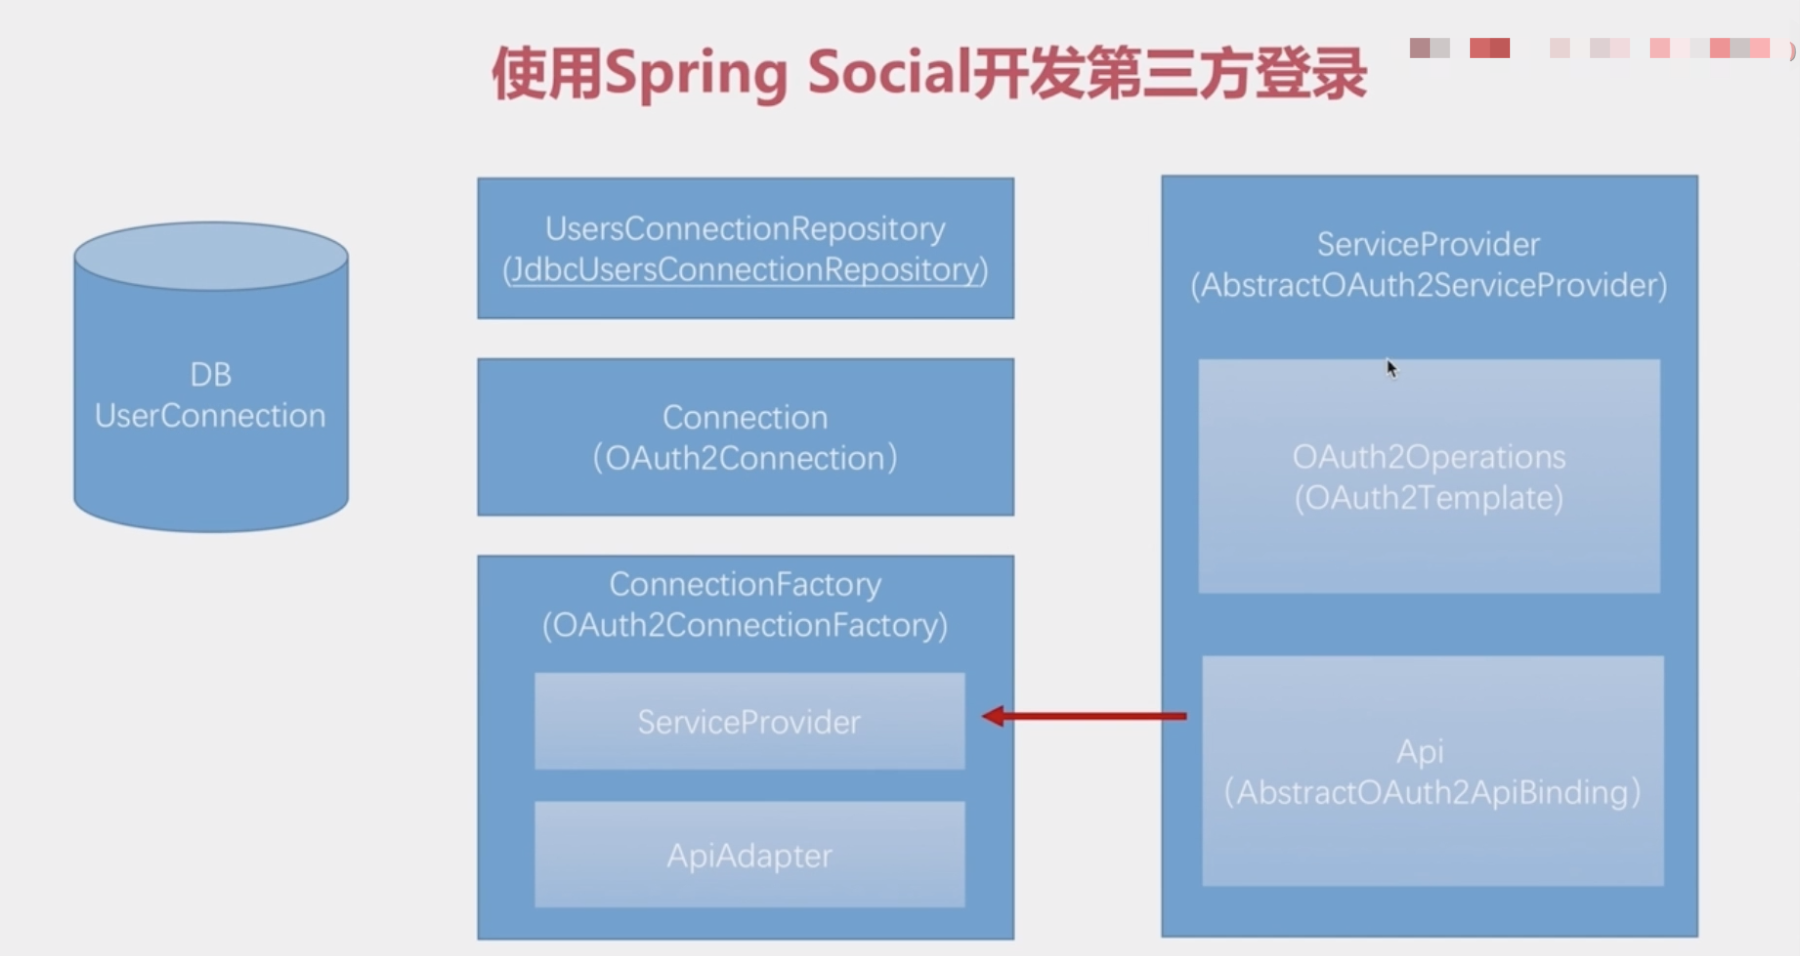 使用Spring Social开发第三方登录
DB
UserConnection
UsersConnectionRepository
(JdbcUsersConnectionRepository)
Connection
（OAuth2Connection）
ConnectionFactory
(OAuth2ConnectionFactory)
ServiceProvider
ApiAdapter
ServiceProvider
(AbstractOAuth2ServiceProvider)
OAuth2Operations
(OAuth2Template)
Api
（AbstractOAuth2ApiBinding）